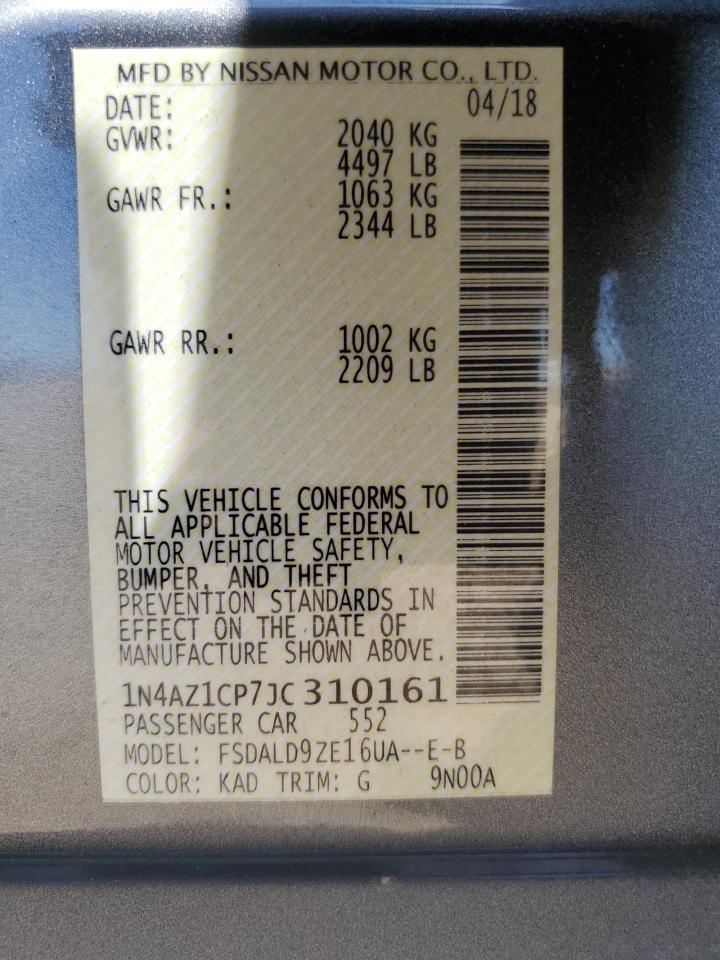 MFD BY NISSAN MOTOR CO., LTD.
DATE: 04/18
GVWR: 2040 KG
4497 LB
GAWR FR.: 1063 KG
2344 LB
GAWR RR.: 1002 KG
2209 LB
THIS VEHICLE CONFORMS TO
ALL APPLICABLE FEDERAL
MOTOR VEHICLE SAFETY,
BUMPER, AND THEFT
PREVENTION STANDARDS IN
EFFECT ON THE DATE OF
MANUFACTURE SHOWN ABOVE.
1N4AZ1CP7JC310161
PASSENGER CAR 552
MODEL: FSDALD9ZE16UA--E-B
COLOR: KAD TRIM: G 9N00A